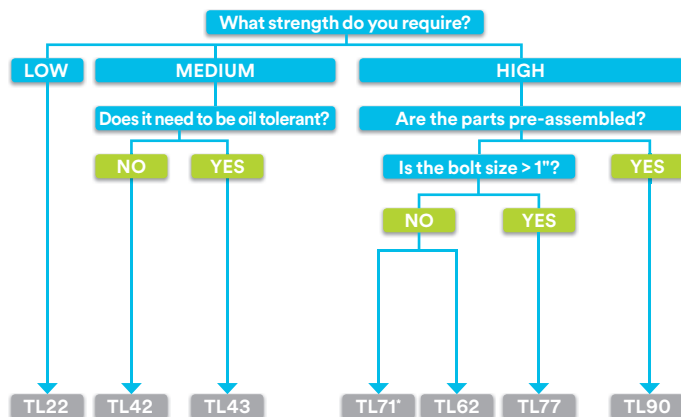 What strength do you require?
LOW
MEDIUM
HIGH
Does it need to be oil tolerant?
Are the parts pre-assembled?
NO
YES
Is the bolt size > 1"?
YES
NO
YES
TL22
TL42
TL43
TL71*
TL62
TL77
TL90